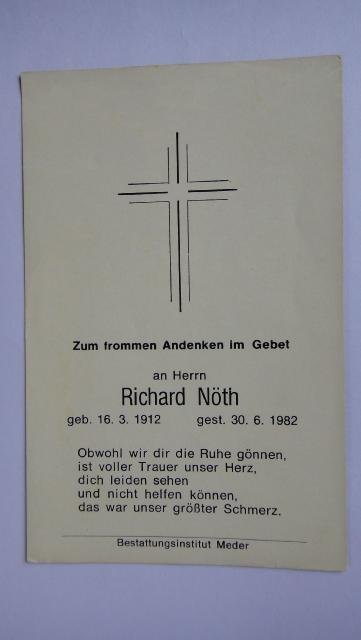 Zum frommen Andenken im Gebet
an Herrn
Richard Nöth
geb. 16. 3. 1912 gest. 30. 6. 1982
Obwohl wir dir die Ruhe gönnen,
ist voller Trauer unser Herz,
dich leiden sehen
und nicht helfen können,
das war unser größter Schmerz.
Bestattungsinstitut Meder